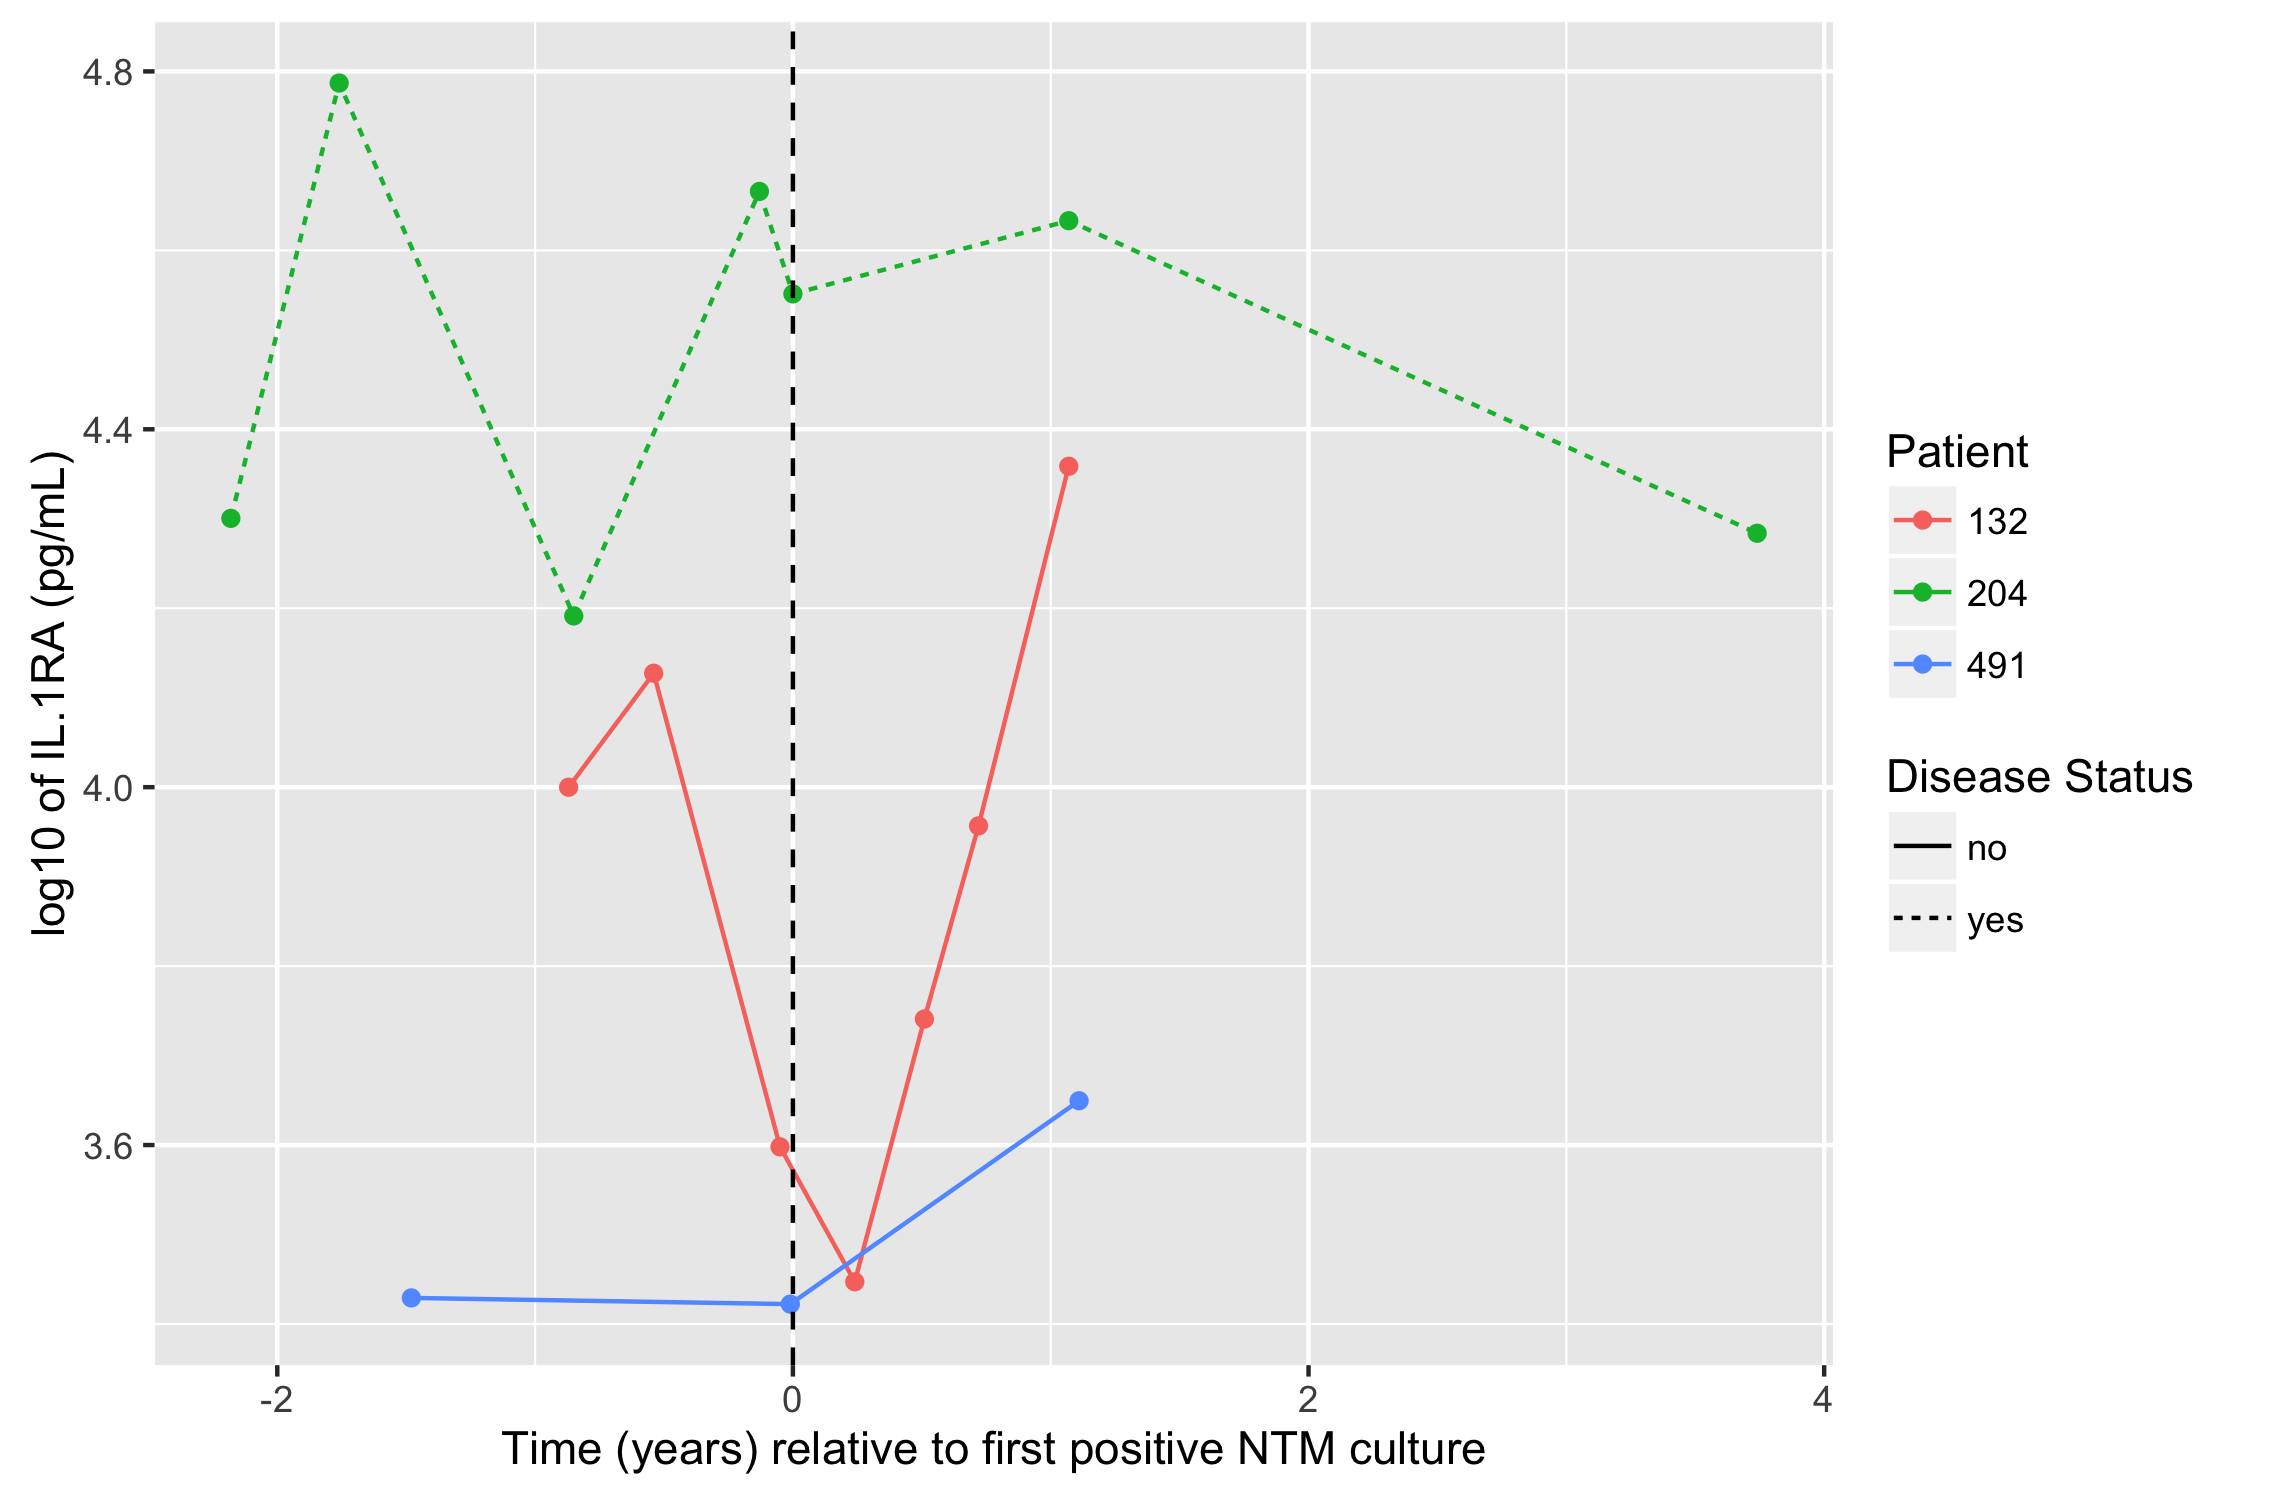 4.8
4.4
4.0
3.6
log10 of IL.1RA (pg/mL)
-2
0
2
4
Time (years) relative to first positive NTM culture
Patient
132
204
491
Disease Status
no
yes